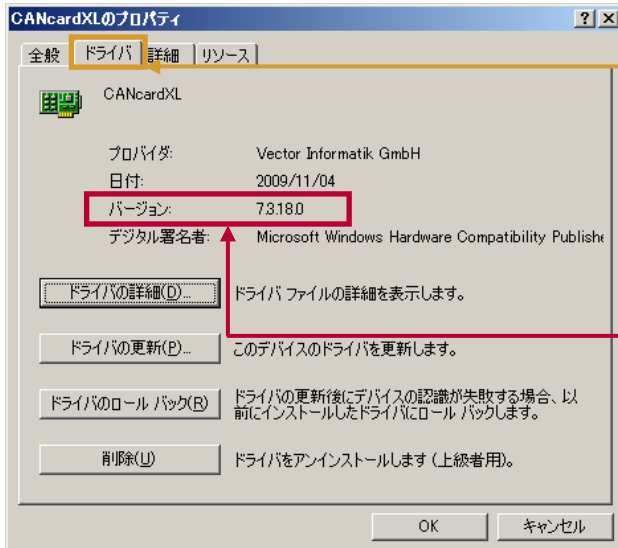 CANcardXLのプロパティ
全般 ドライバ 詳細 リソース
CANcardXL
プロバイダ: Vector Informatik GmbH
日付: 2009/11/04
バージョン: 7.3.18.0
デジタル署名者: Microsoft Windows Hardware Compatibility Publishe
ドライバの詳細(D)... ドライバ ファイルの詳細を表示します。
ドライバの更新(P)... このデバイスのドライバを更新します。
ドライバのロール バック(R) ドライバの更新後にデバイスの認識が失敗する場合、以
前にインストールしたドライバにロール バックします。
削除(U) ドライバをアンインストールします (上級者用)。
OK キャンセル